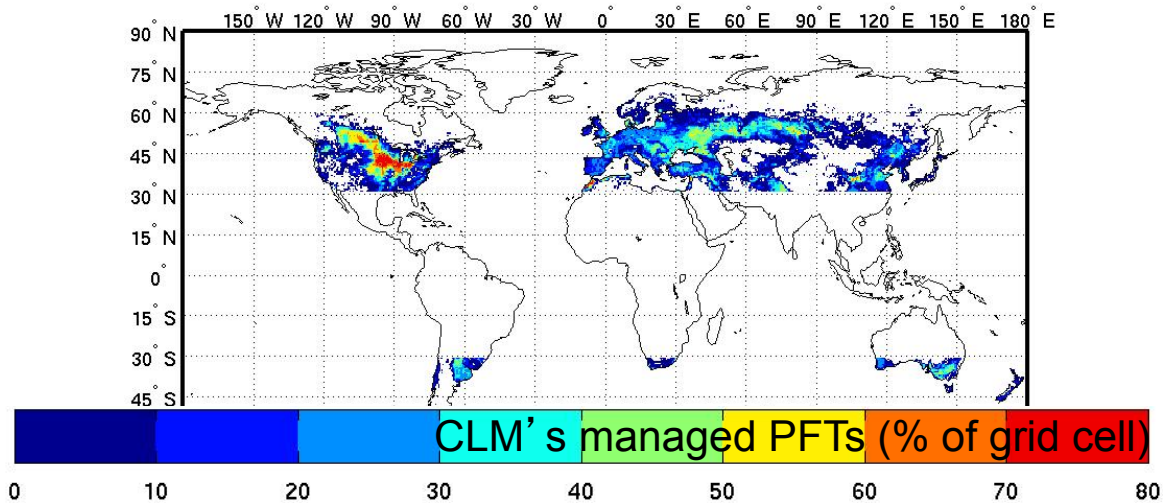 150° W 120° W 90° W 60° W 30° W 0° 30° E 60° E 90° E 120° E 150° E 180° E
90° N
75° N
60° N
45° N
30° N
15° N
0°
15° S
30° S
45° S
CLM's managed PFTs (% of grid cell)
0 10 20 30 40 50 60 70 80